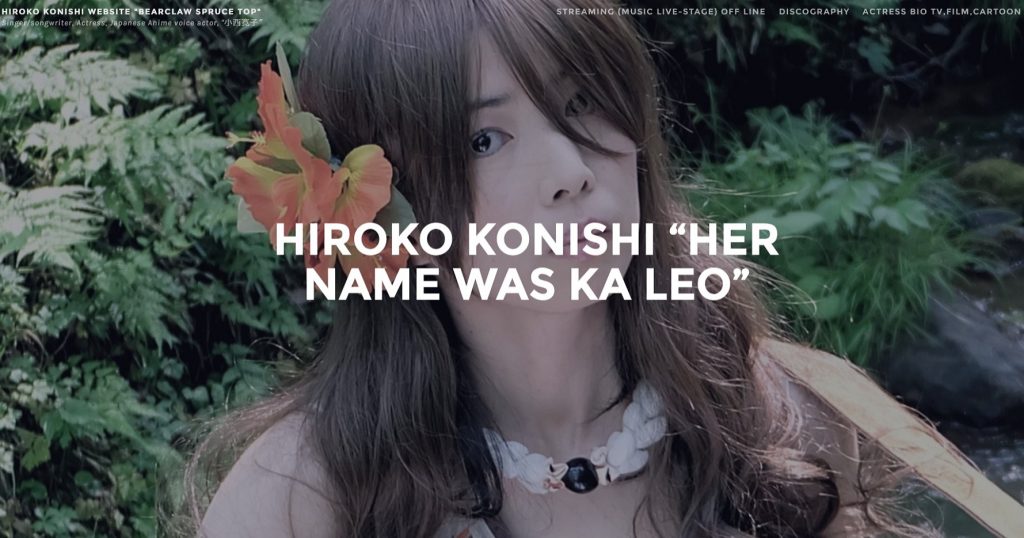 HIROKO KONISHI WEBSITE "BEARCLAW SPRUCE TOP"
Singer/songwriter, Actress, Japanese Anime voice actor, "小西寛子"
STREAMING (MUSIC LIVE-STAGE) OFF LINE DISCOGRAPHY ACTRESS BIO TV,FILM,CARTOON
HIROKO KONISHI “HER
NAME WAS KA LEO”